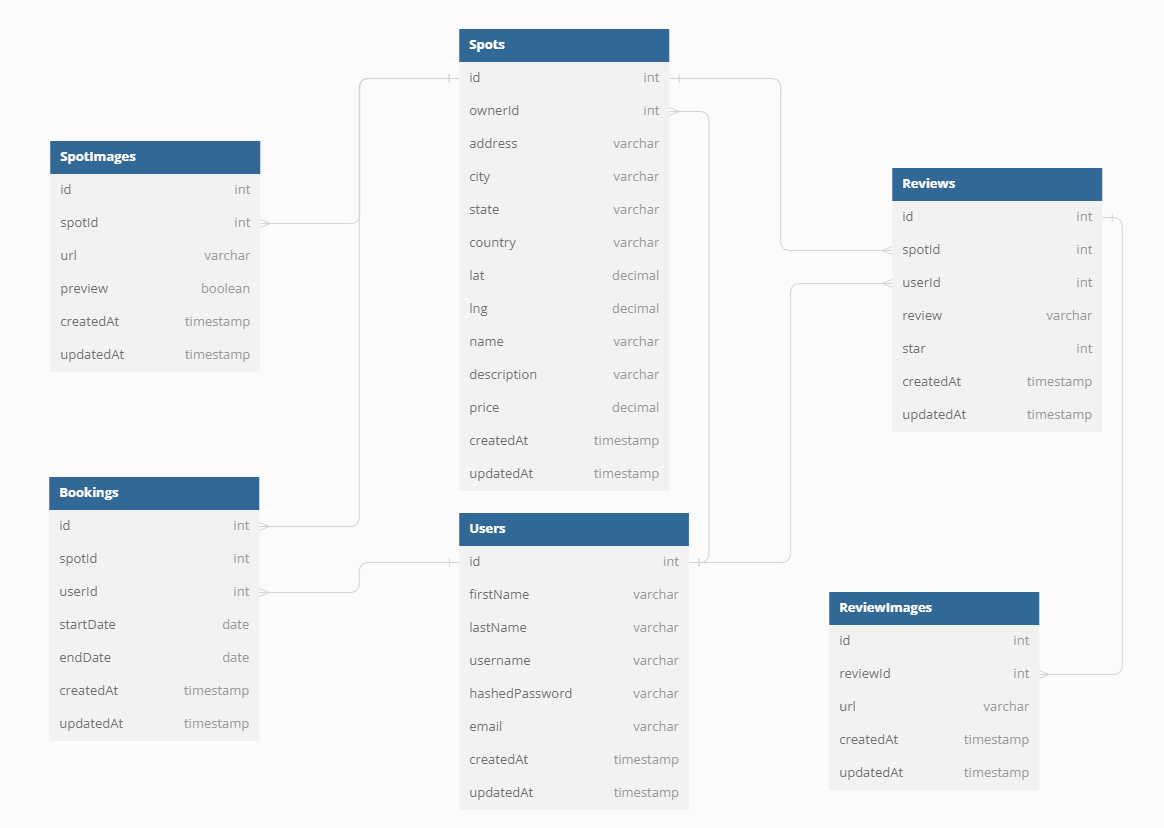 Spots
id int
ownerId int
address varchar
city varchar
state varchar
country varchar
lat decimal
lng decimal
name varchar
description varchar
price decimal
createdAt timestamp
updatedAt timestamp
SpotImages
id int
spotId int
url varchar
preview boolean
createdAt timestamp
updatedAt timestamp
Reviews
id int
spotId int
userId int
review varchar
star int
createdAt timestamp
updatedAt timestamp
Bookings
id int
spotId int
userId int
startDate date
endDate date
createdAt timestamp
updatedAt timestamp
Users
id int
firstName varchar
lastName varchar
username varchar
hashedPassword varchar
email varchar
createdAt timestamp
updatedAt timestamp
ReviewImages
id int
reviewId int
url varchar
createdAt timestamp
updatedAt timestamp